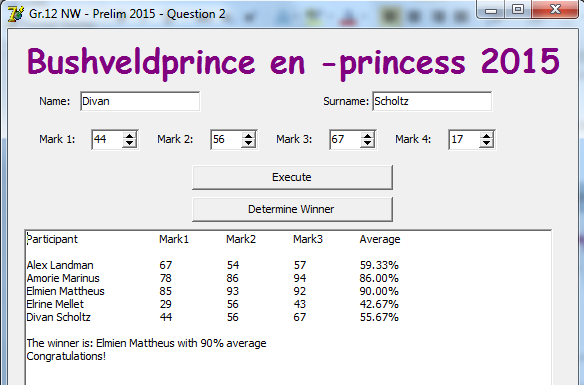 Gr.12 NW - Prelim 2015 - Question 2
Bushveldprince en -princess 2015
Name: Divan Surname: Scholtz
Mark 1: 44 Mark 2: 56 Mark 3: 67 Mark 4: 17
Execute
Determine Winner
Participant Mark1 Mark2 Mark3 Average
Alex Landman 67 54 57 59.33%
Amorie Marinus 78 86 94 86.00%
Elmien Mattheus 85 93 92 90.00%
Elrine Mellet 29 56 43 42.67%
Divan Scholtz 44 56 67 55.67%
The winner is: Elmien Mattheus with 90% average
Congratulations!